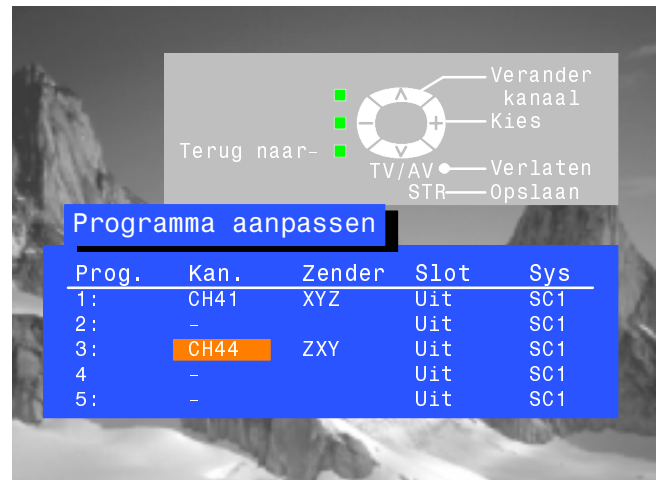 Verander
kanaal
Kies
Terug naar–
TV/AV Verlaten
STR Opslaan
Programma aanpassen
Prog. Kan. Zender Slot Sys
1: CH41 XYZ Uit SC1
2: – Uit SC1
3: CH44 ZXY Uit SC1
4 – Uit SC1
5: – Uit SC1